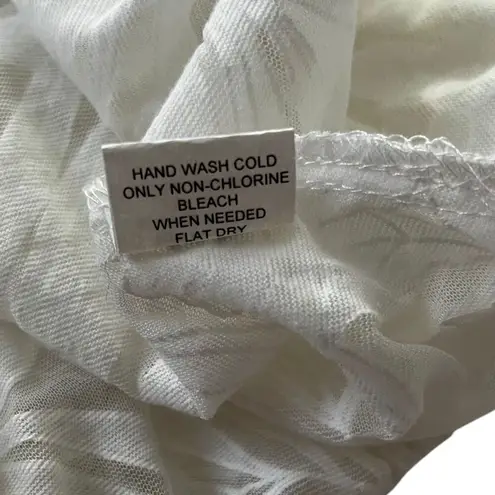 HAND WASH COLD
ONLY NON-CHLORINE
BLEACH
WHEN NEEDED
FLAT DRY